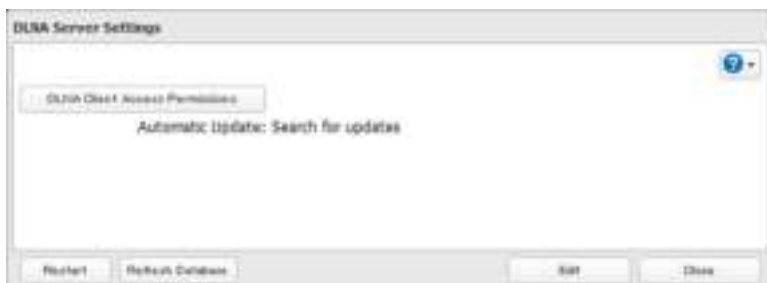 DLNA Server Settings
DLNA Client Access Permissions
Automatic Update: Search for updates
Restart Refresh Database Edit Close